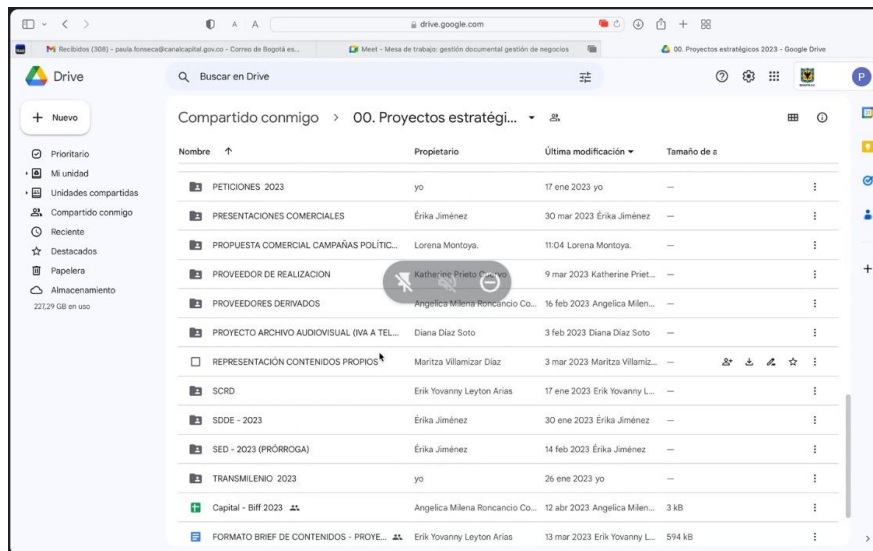 drive.google.com
Recibidos (308) - paula.fonseca@canalcapital.gov.co - Correo de Bogotá es...
Meet - Mesa de trabajo: gestión documental gestión de negocios
00. Proyectos estratégicos 2023 - Google Drive
Drive
Buscar en Drive
P
Nuevo
Compartido conmigo > 00. Proyectos estratégi...
Nombre Propietario Última modificación Tamaño de a
Prioritario
Mi unidad
Unidades compartidas
Compartido conmigo
Reciente
Destacados
Papelera
Almacenamiento
227,29 GB en uso
PETICIONES 2023 yo 17 ene 2023 yo —
PRESENTACIONES COMERCIALES Érika Jiménez 30 mar 2023 Érika Jiménez —
PROPUESTA COMERCIAL CAMPAÑAS POLÍTIC... Lorena Montoya. 11:04 Lorena Montoya. —
PROVEEDOR DE REALIZACION Katherine Prieto 9 mar 2023 Katherine Priet... —
PROVEEDORES DERIVADOS Angelica Milena Roncancio Co... 16 feb 2023 Angelica Milen... —
PROYECTO ARCHIVO AUDIOVISUAL (IVA A TEL... Diana Díaz Soto 3 feb 2023 Diana Díaz Soto —
REPRESENTACIÓN CONTENIDOS PROPIOS Maritza Villamizar Díaz 3 mar 2023 Maritza Villamiz... —
SCRD Erik Yovanny Leyton Arias 17 ene 2023 Erik Yovanny L... —
SDDE - 2023 Érika Jiménez 30 ene 2023 Érika Jiménez —
SED - 2023 (PRÓRROGA) Érika Jiménez 14 feb 2023 Érika Jiménez —
TRANSMILENIO 2023 yo 26 ene 2023 yo —
Capital - Biff 2023 Angelica Milena Roncancio Co... 12 abr 2023 Angelica Milen... 3 kB
FORMATO BRIEF DE CONTENIDOS - PROYE... Erik Yovanny Leyton Arias 13 mar 2023 Erik Yovanny L... 594 kB